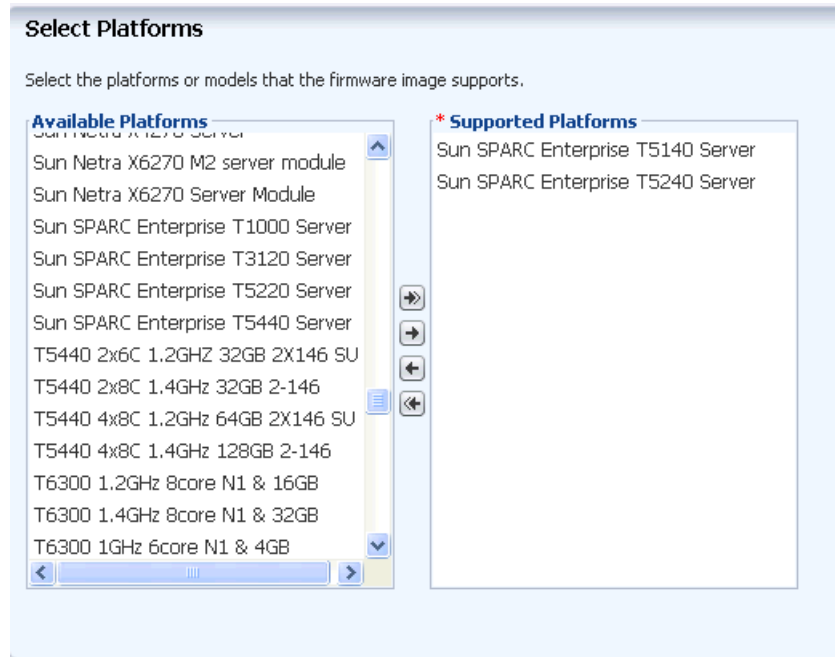 Select Platforms
Select the platforms or models that the firmware image supports.
Available Platforms
Sun Netra X6270 M2 server module
Sun Netra X6270 Server Module
Sun SPARC Enterprise T1000 Server
Sun SPARC Enterprise T3120 Server
Sun SPARC Enterprise T5220 Server
Sun SPARC Enterprise T5440 Server
T5440 2x6C 1.2GHZ 32GB 2X146 SU
T5440 2x8C 1.4GHz 32GB 2-146
T5440 4x8C 1.2GHz 64GB 2X146 SU
T5440 4x8C 1.4GHz 128GB 2-146
T6300 1.2GHz 8core N1 & 16GB
T6300 1.4GHz 8core N1 & 32GB
T6300 1GHz 6core N1 & 4GB
* Supported Platforms
Sun SPARC Enterprise T5140 Server
Sun SPARC Enterprise T5240 Server